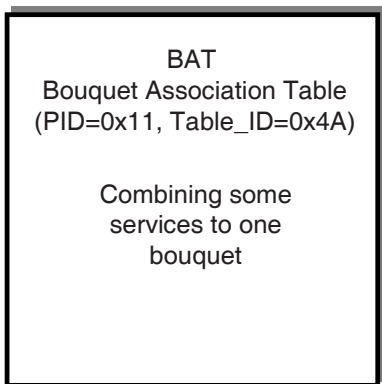 BAT
Bouquet Association Table
(PID=0x11, Table_ID=0x4A)
Combining some
services to one
bouquet